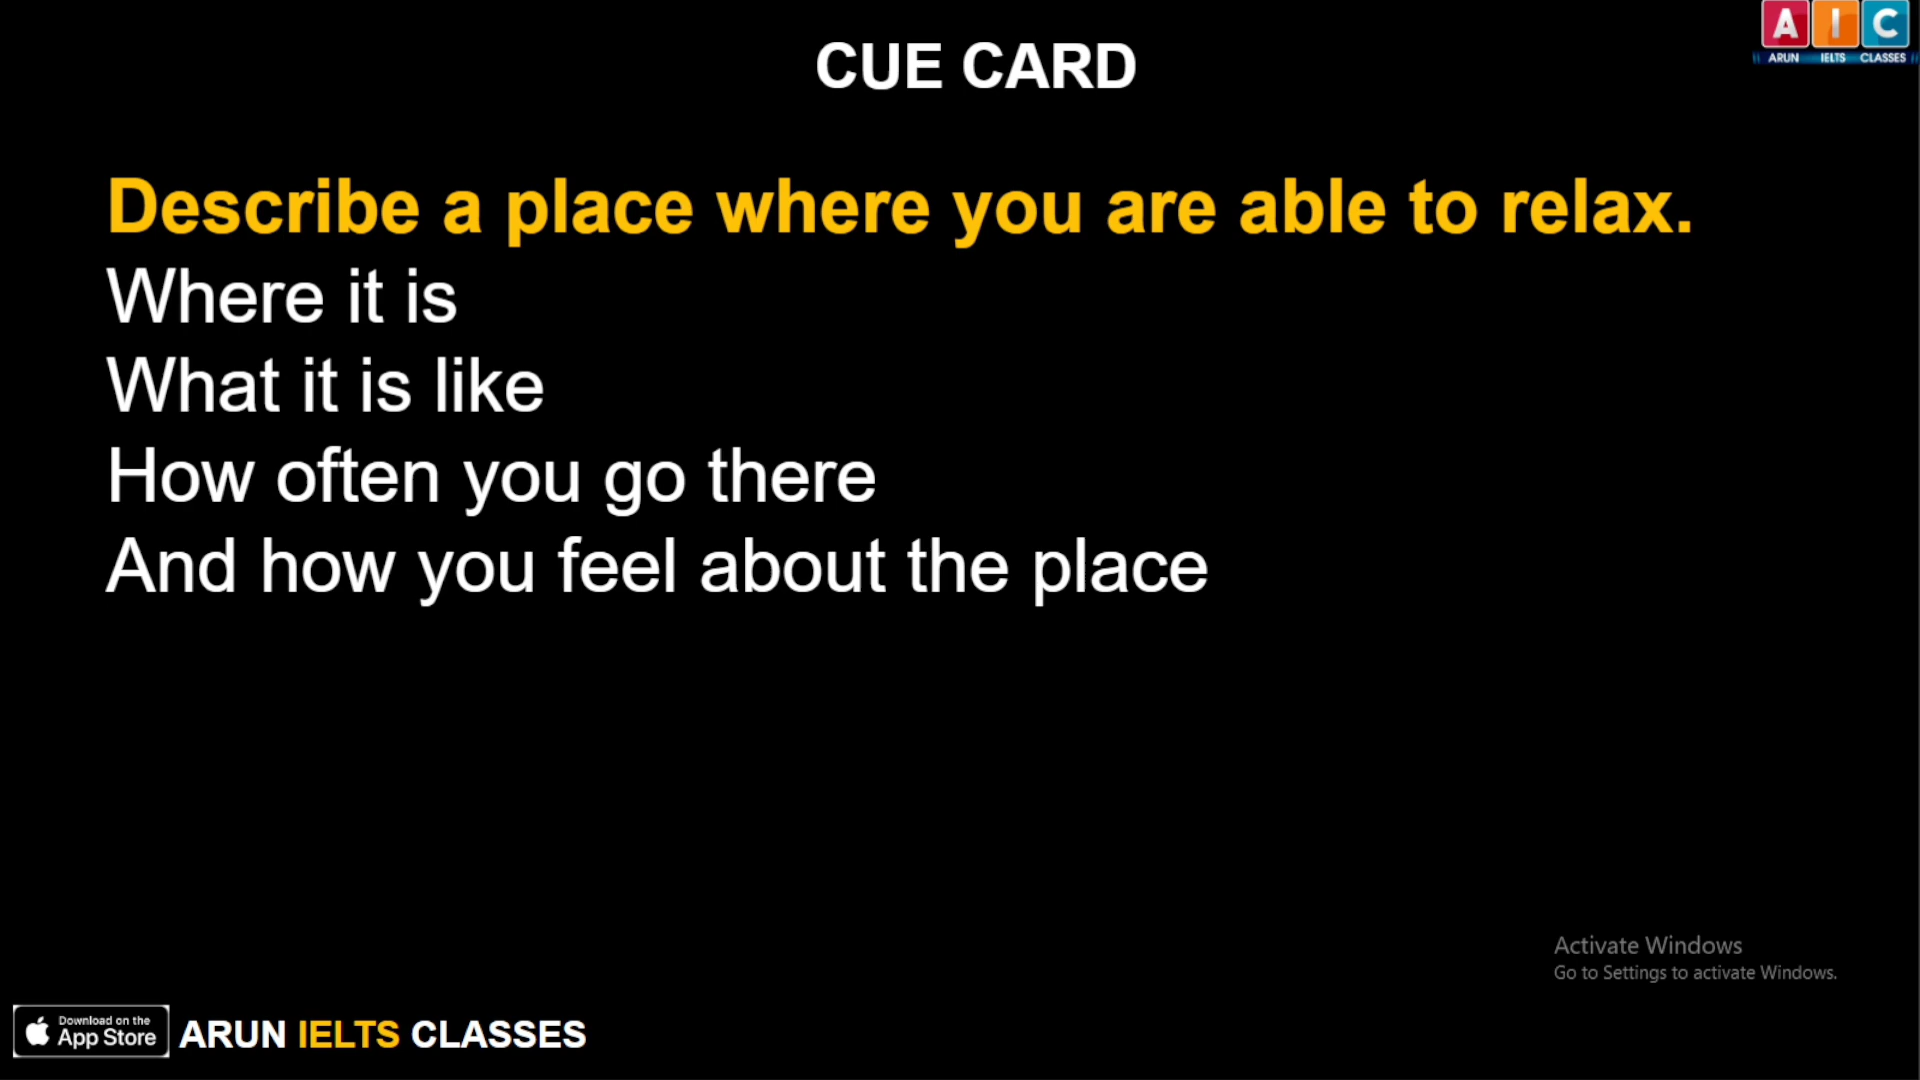 A I C
ARUN IELTS CLASSES
CUE CARD
Describe a place where you are able to relax.
Where it is
What it is like
How often you go there
And how you feel about the place
Activate Windows
Go to Settings to activate Windows.
Download on the
App Store
ARUN IELTS CLASSES